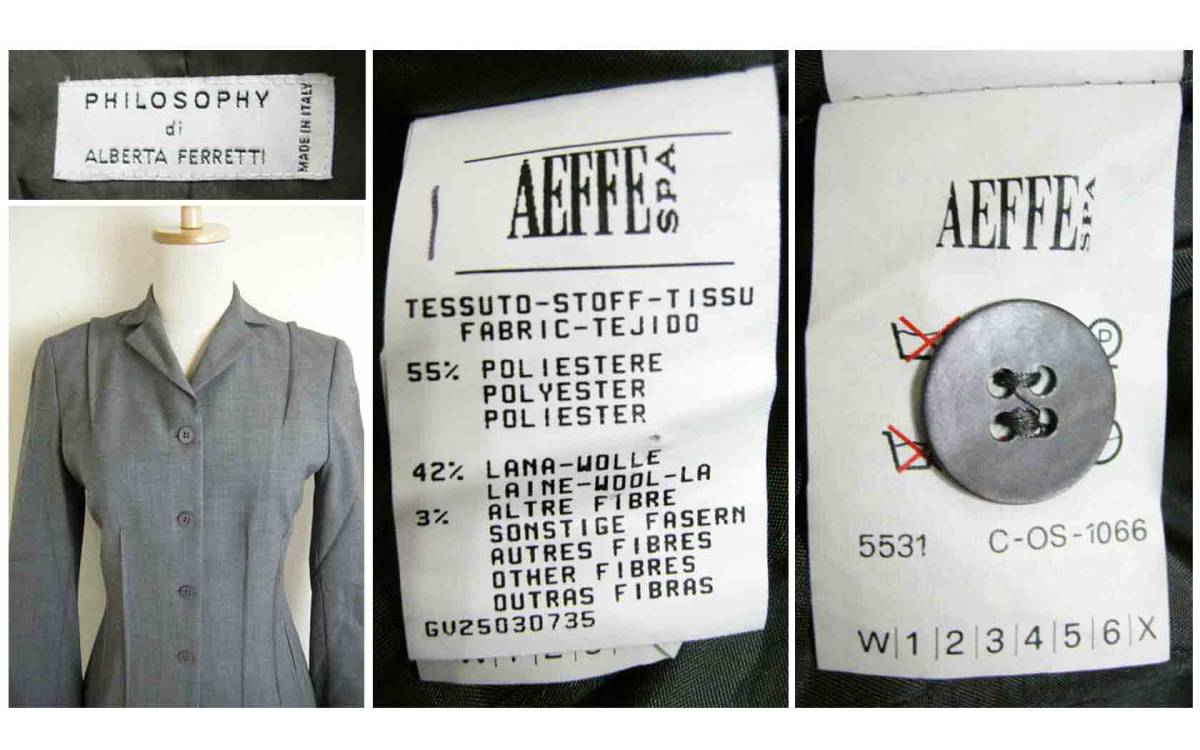 PHILOSOPHY
di
ALBERTA FERRETTI
MADE IN ITALY
AEFFE SPA
TESSUTO-STOFF-TISSU
FABRIC-TEJIDO
55% POLIESTERE
POLYESTER
POLIESTER
42% LANA-WOLLE
LAINE-WOOL-LA
3% ALTRE FIBRE
SONSTIGE FASERN
AUTRES FIBRES
OTHER FIBRES
OUTRAS FIBRAS
GV25030735
AEFFE SPA
P
5531 C-OS-1066
W|1|2|3|4|5|6|X